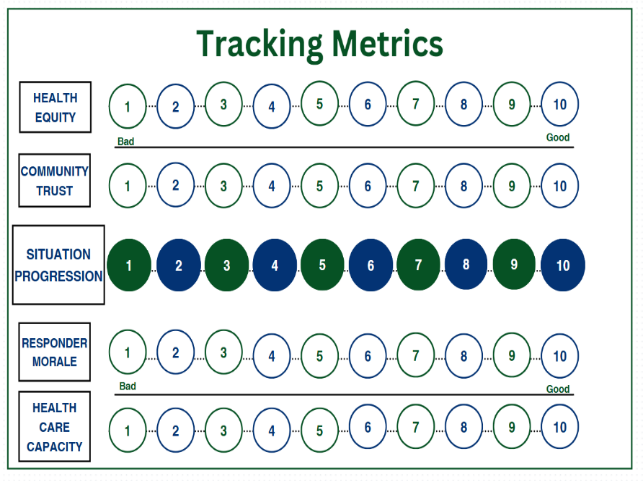 Tracking Metrics
HEALTH
EQUITY
1 2 3 4 5 6 7 8 9 10
Bad Good
COMMUNITY
TRUST
1 2 3 4 5 6 7 8 9 10
SITUATION
PROGRESSION
1 2 3 4 5 6 7 8 9 10
RESPONDER
MORALE
1 2 3 4 5 6 7 8 9 10
Bad Good
HEALTH
CARE
CAPACITY
1 2 3 4 5 6 7 8 9 10